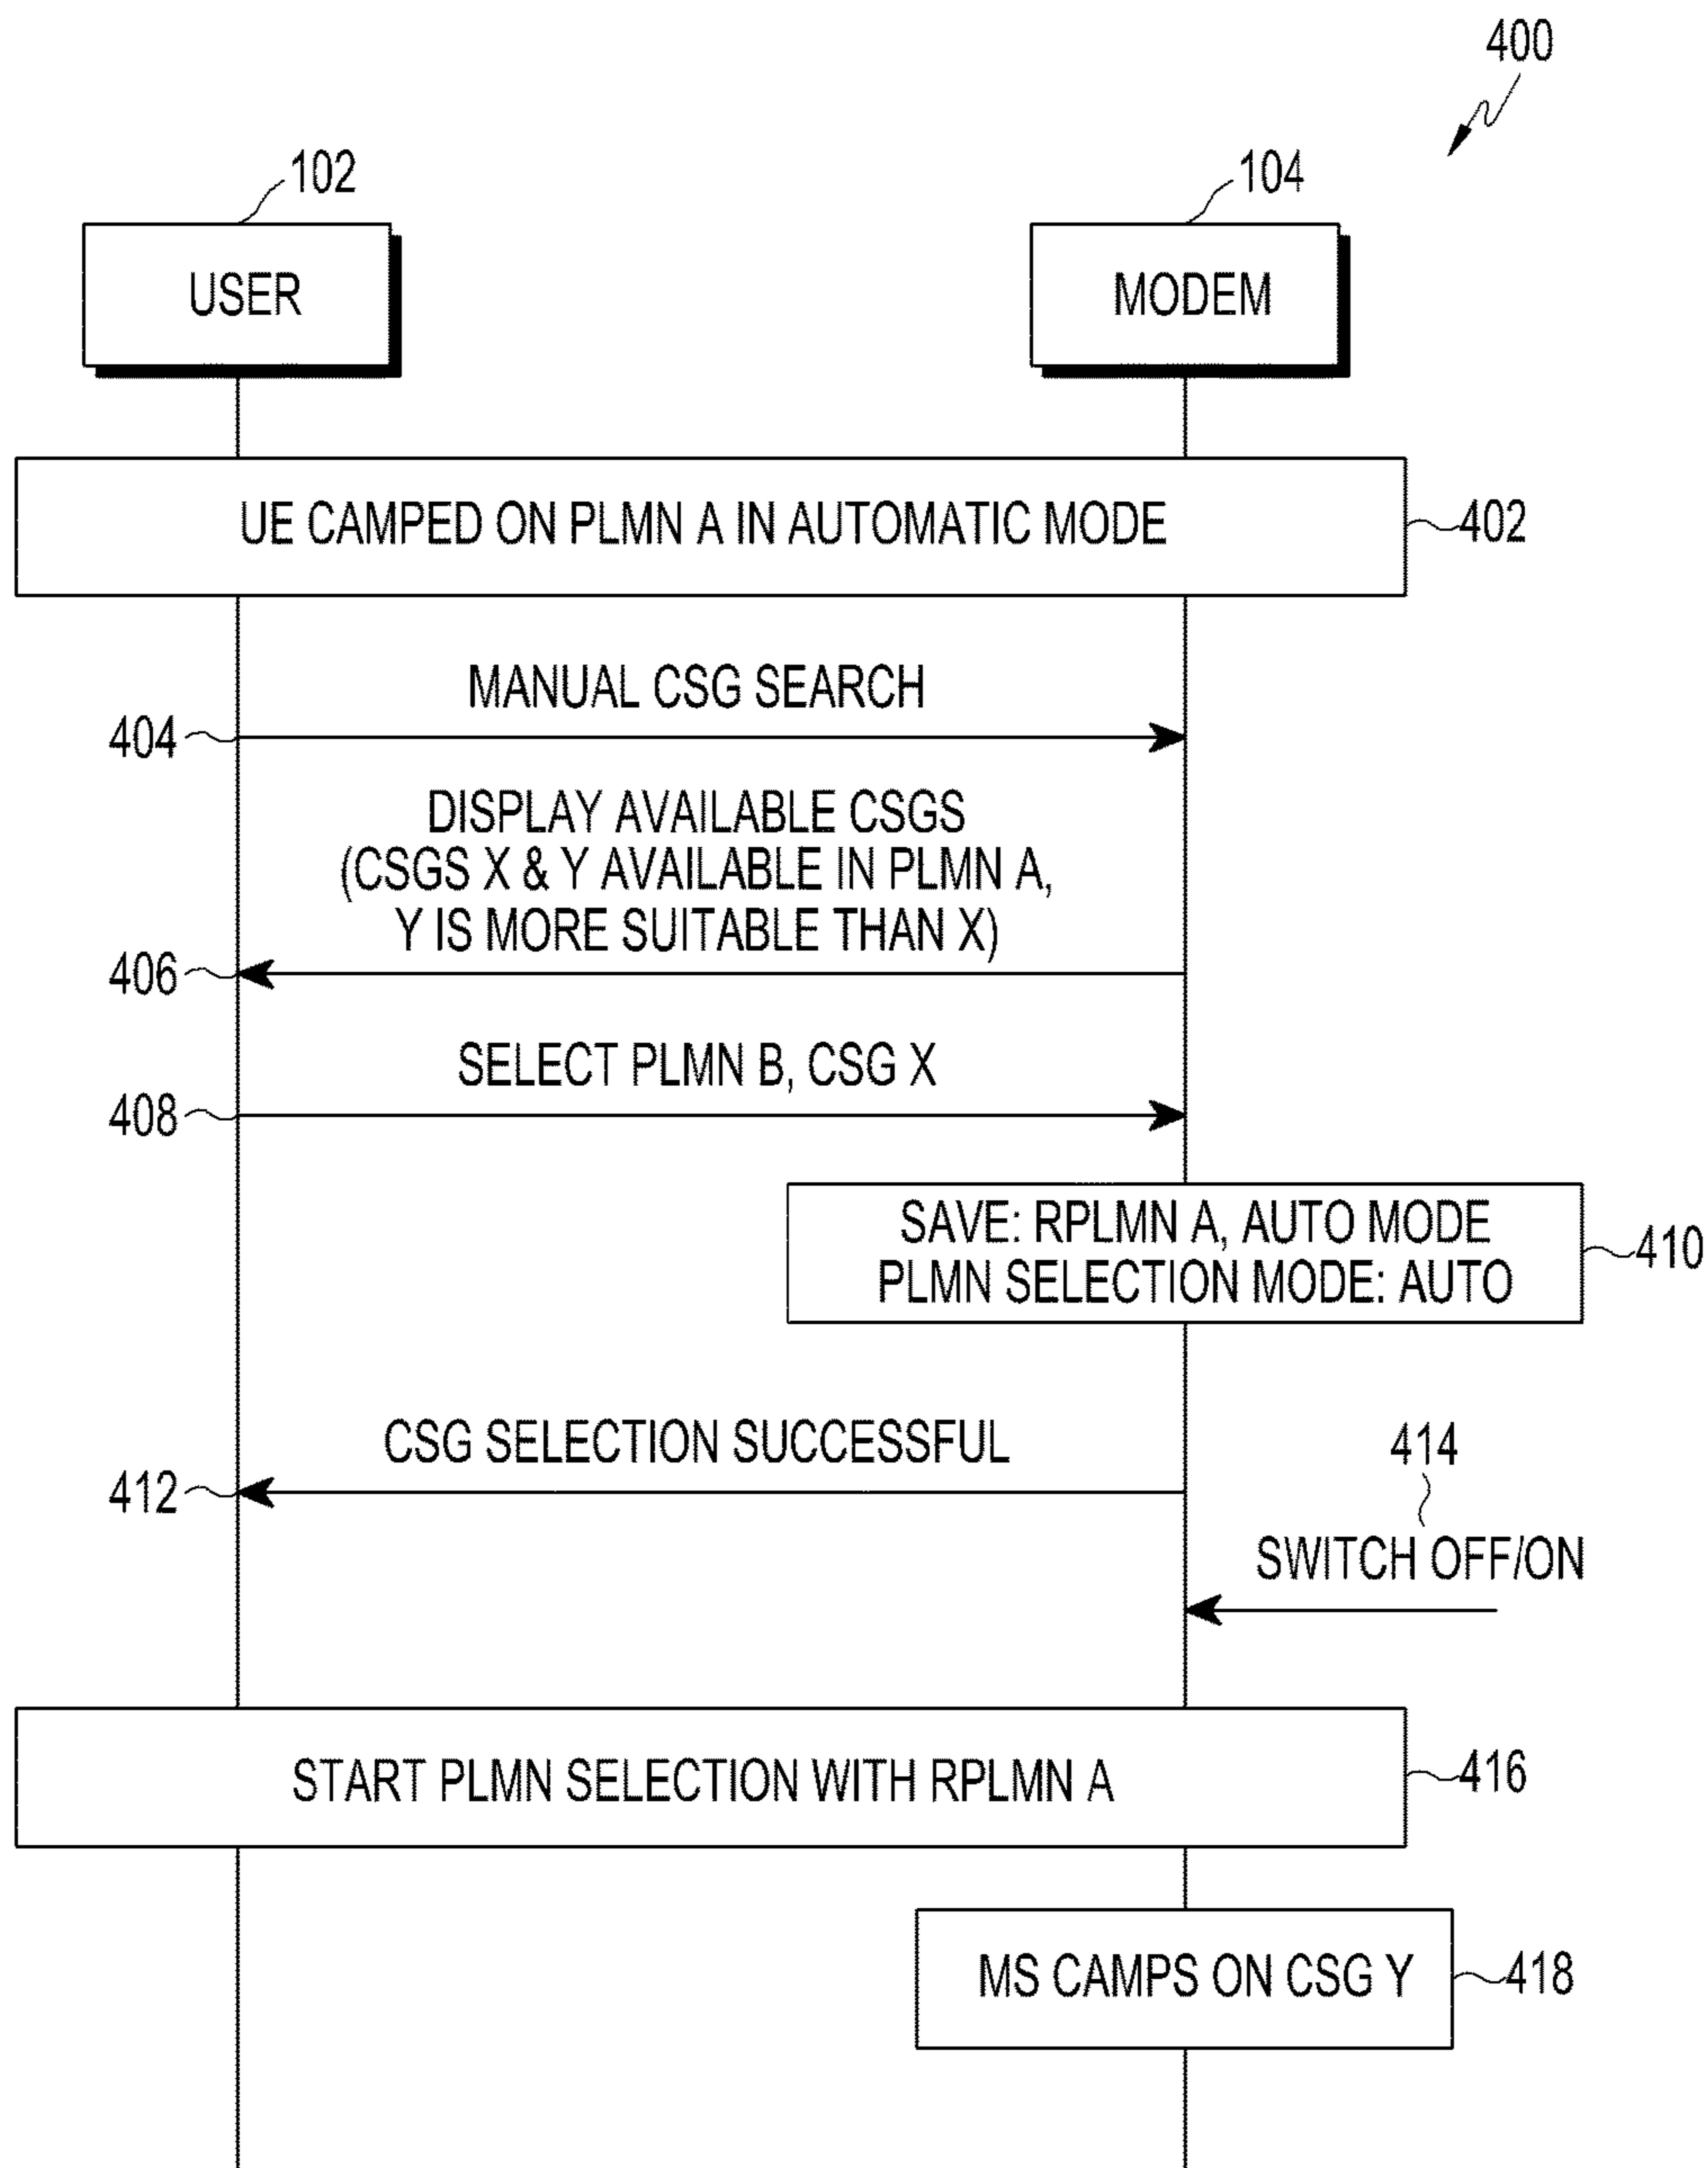 400
102
104
USER
MODEM
UE CAMPED ON PLMN A IN AUTOMATIC MODE
402
MANUAL CSG SEARCH
404
DISPLAY AVAILABLE CSGS
(CSGS X & Y AVAILABLE IN PLMN A,
Y IS MORE SUITABLE THAN X)
406
SELECT PLMN B, CSG X
408
SAVE: RPLMN A, AUTO MODE
PLMN SELECTION MODE: AUTO
410
CSG SELECTION SUCCESSFUL
412
414
SWITCH OFF/ON
START PLMN SELECTION WITH RPLMN A
416
MS CAMPS ON CSG Y
418